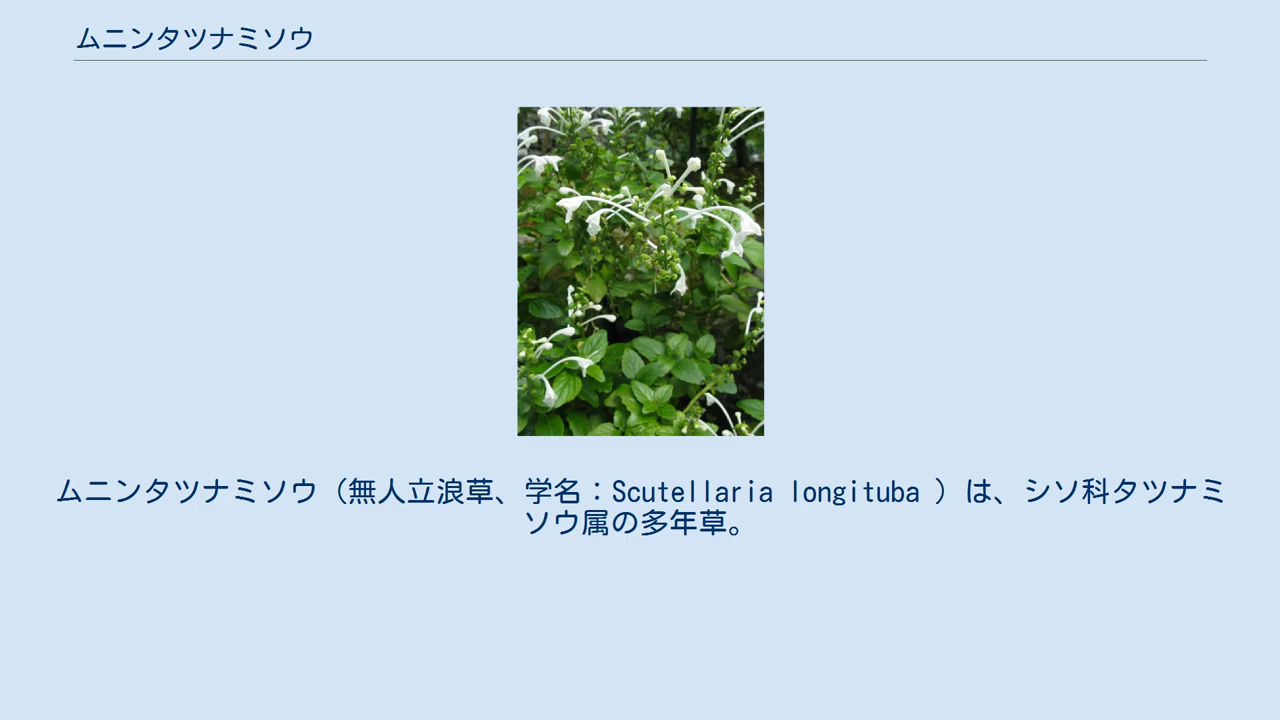 ムニンタツナミソウ
ムニンタツナミソウ（無人立浪草、学名：Scutellaria longituba ）は、シソ科タツナミ
ソウ属の多年草。